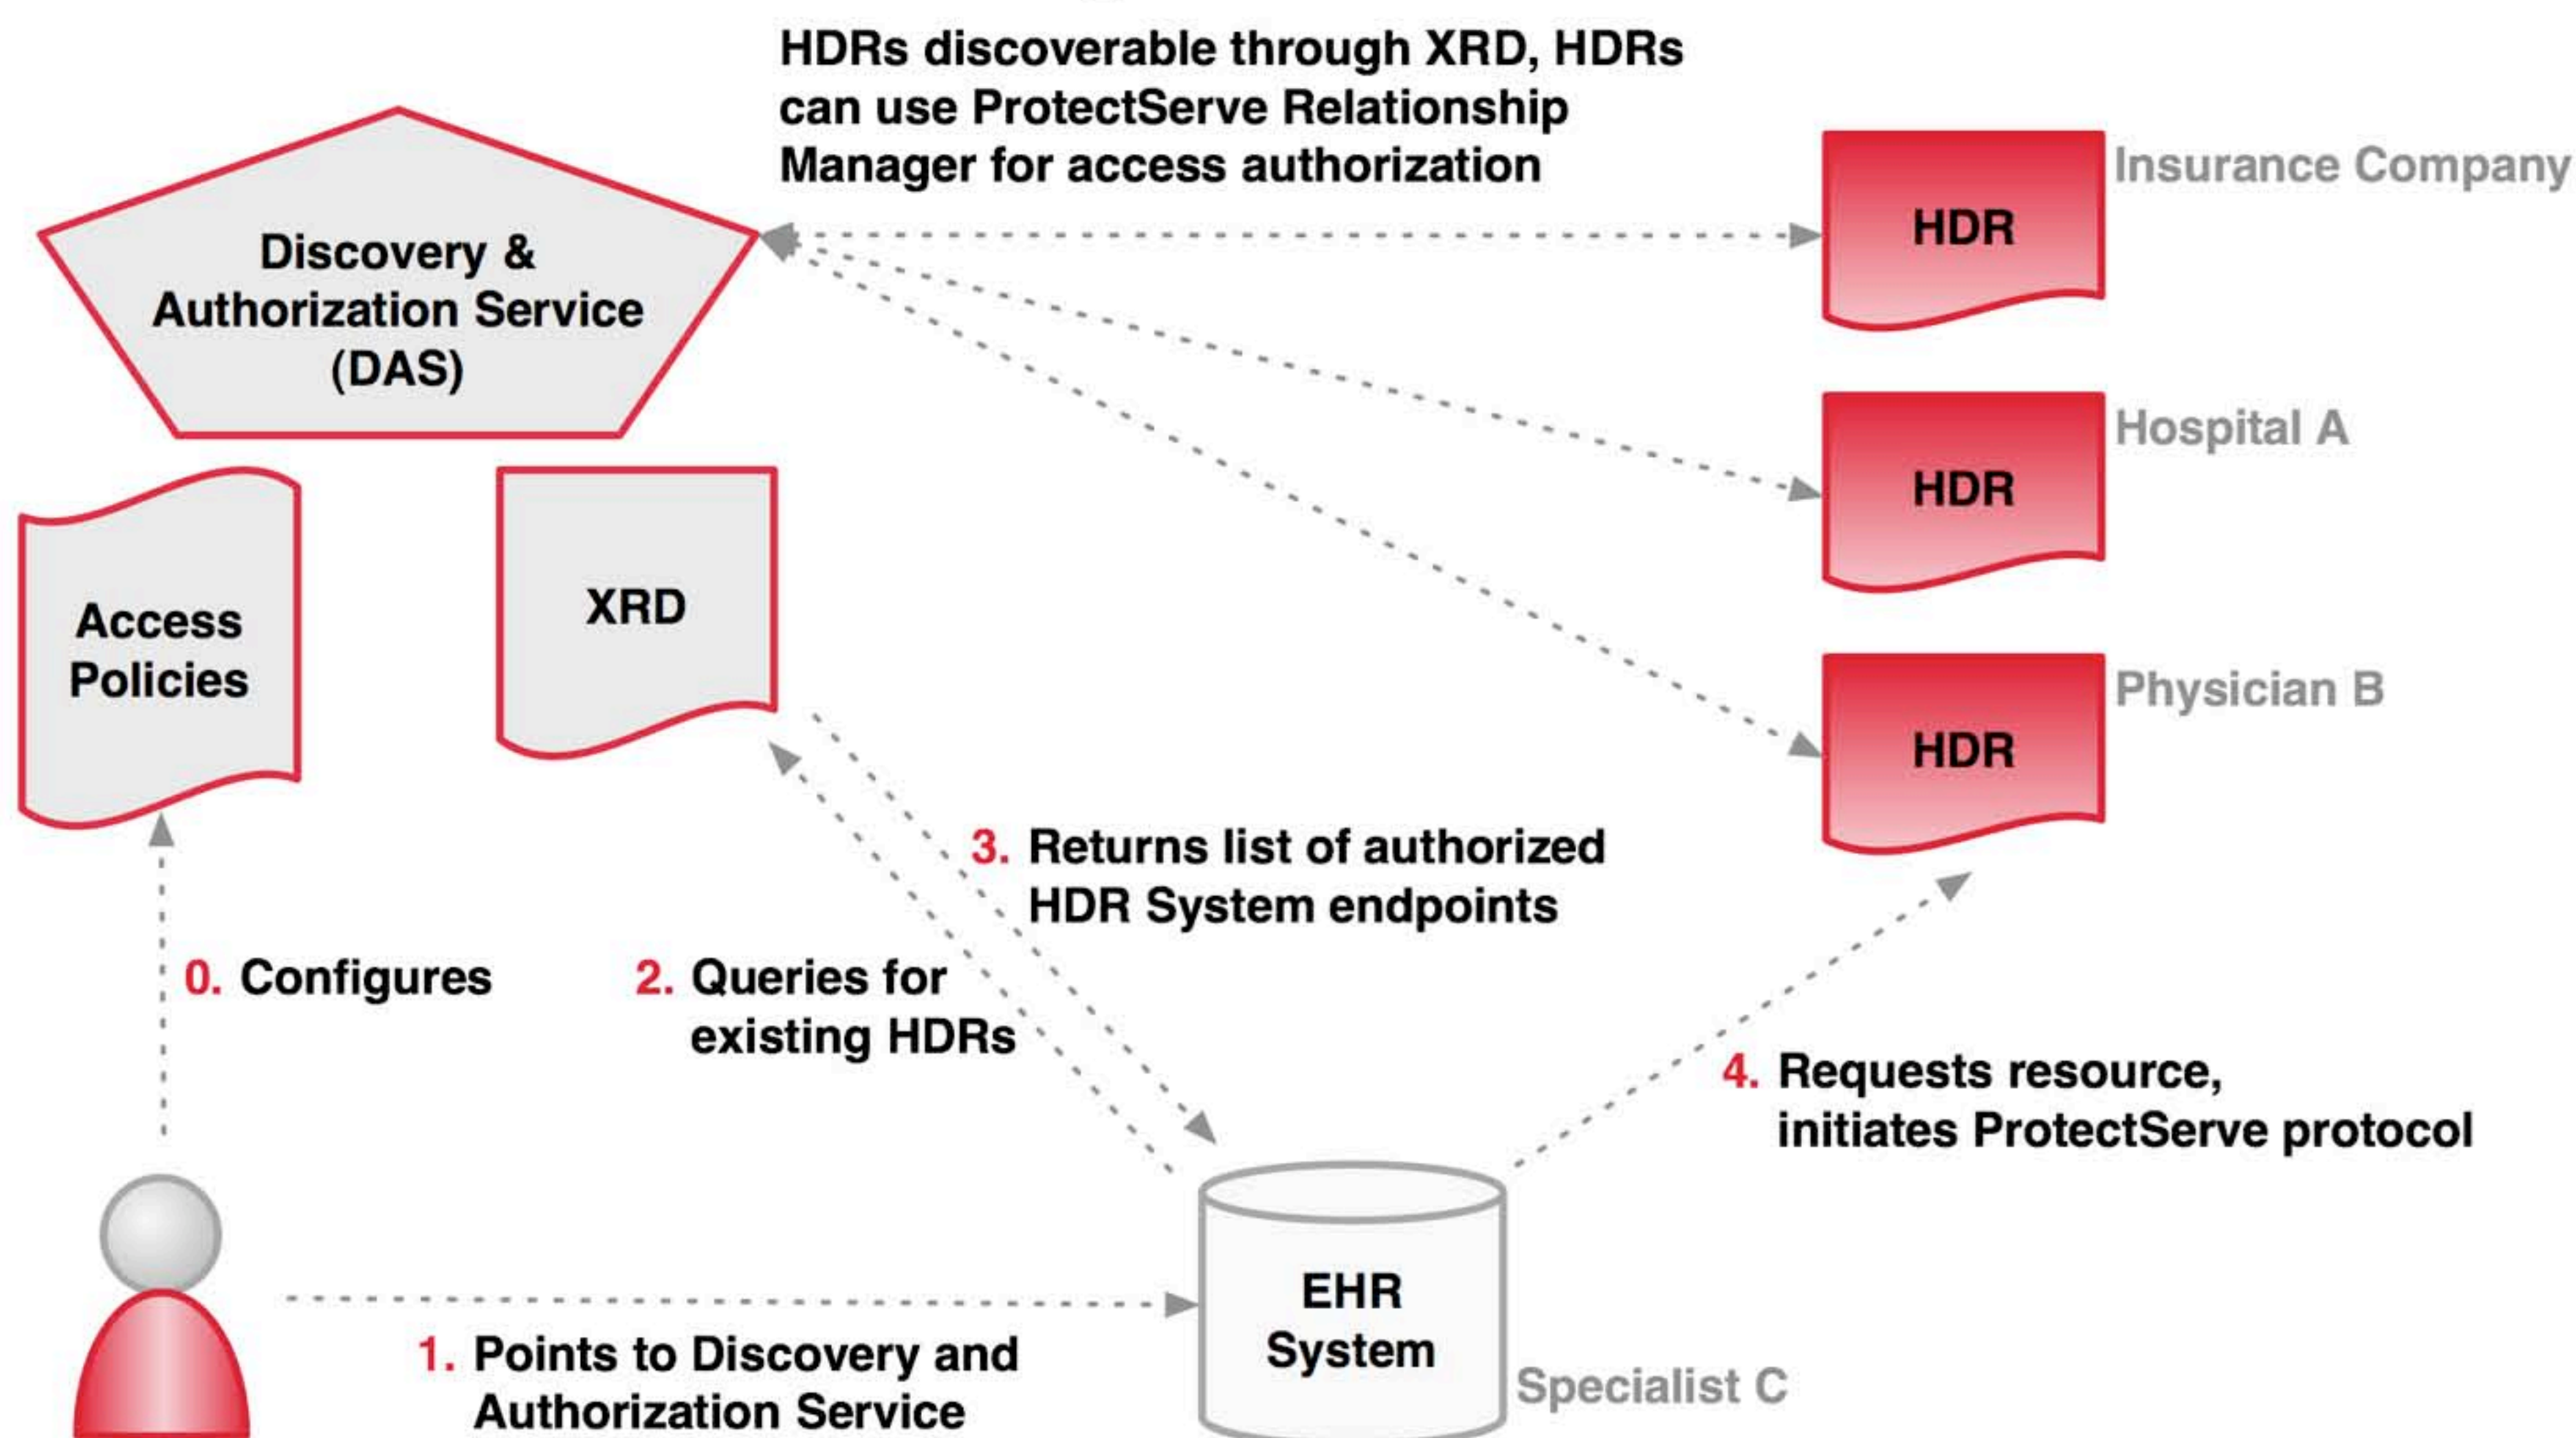 HDRs discoverable through XRD, HDRs
can use ProtectServe Relationship
Manager for access authorization
Discovery &
Authorization Service
(DAS)
Insurance Company
HDR
Hospital A
HDR
Physician B
HDR
Access
Policies
XRD
3. Returns list of authorized
HDR System endpoints
0. Configures
2. Queries for
existing HDRs
4. Requests resource,
initiates ProtectServe protocol
1. Points to Discovery and
Authorization Service
EHR
System
Specialist C